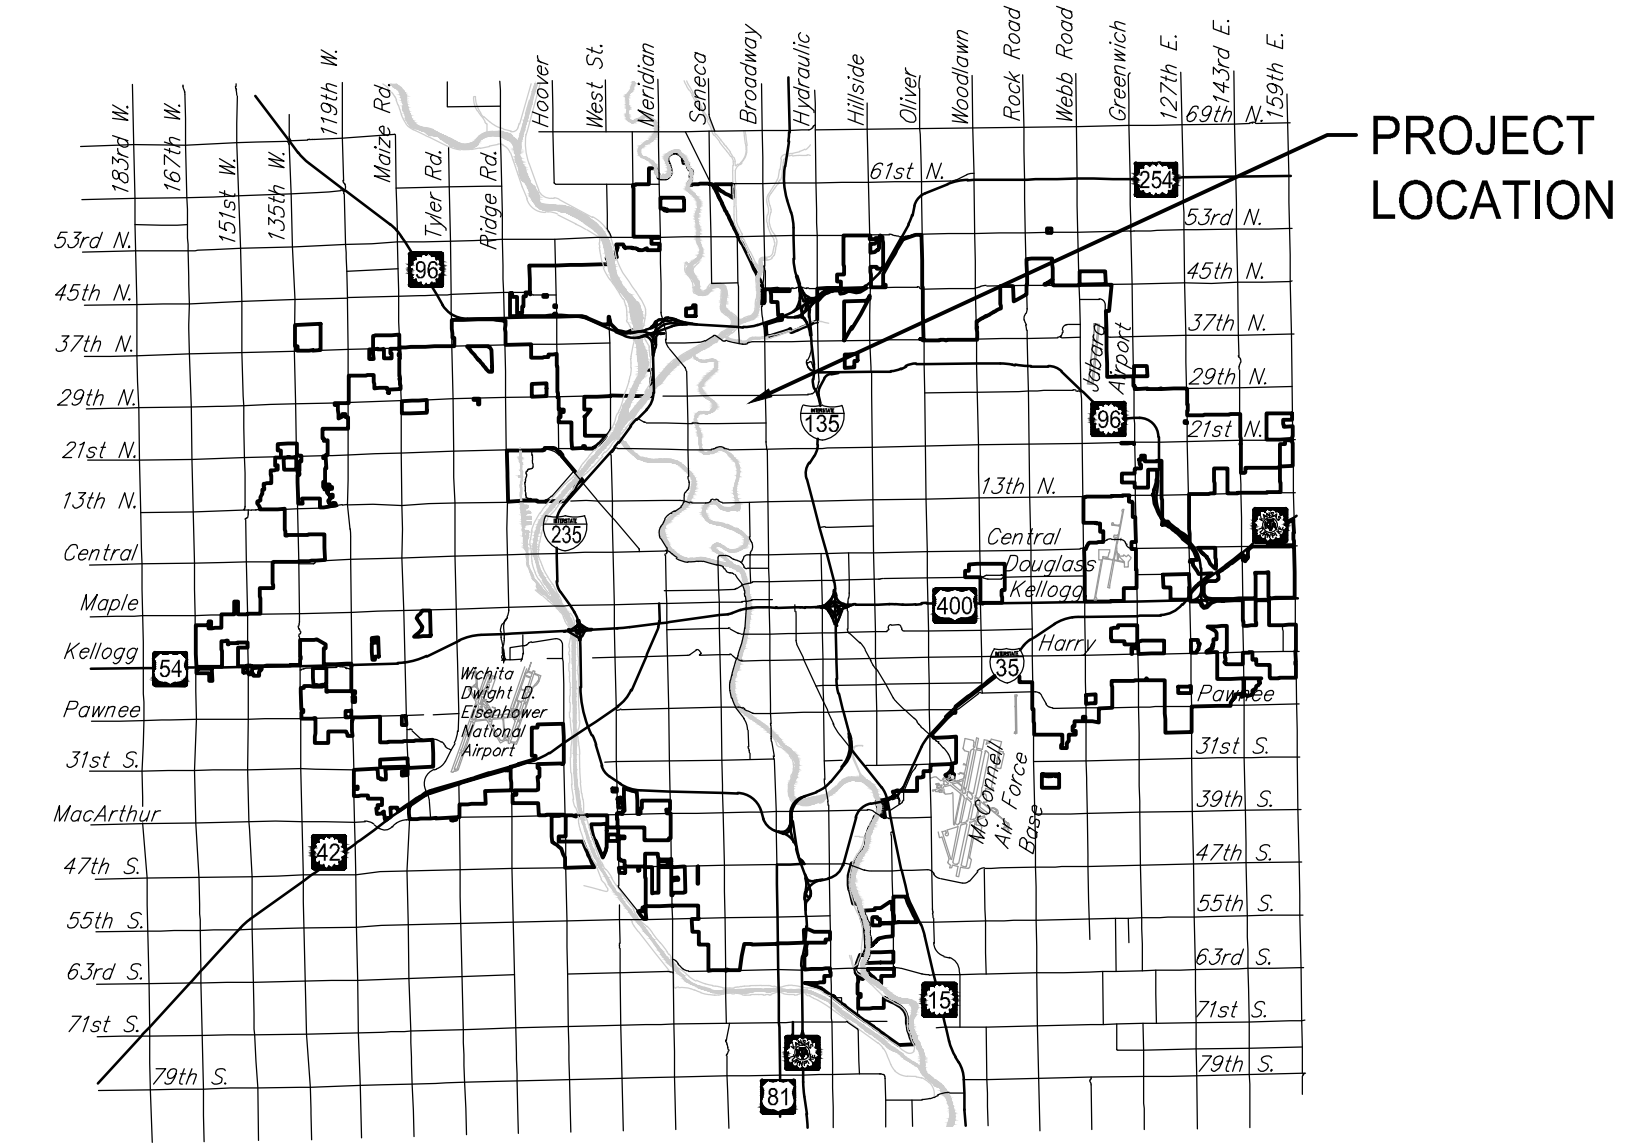 183rd W.
167th W.
151st W.
135th W.
119th W.
Maize Rd.
Tyler Rd.
Ridge Rd.
Hoover
West St.
Meridian
Seneca
Broadway
Hydraulic
Hillside
Oliver
Woodlawn
Rock Road
Webb Road
Greenwich
127th E.
143rd E.
159th E.
PROJECT
LOCATION
69th N.
61st N.
254
53rd N.
53rd N.
96
45th N.
45th N.
37th N.
37th N.
Jabara
Airport
29th N.
29th N.
96
INTERSTATE
135
21st N.
21st N.
13th N.
13th N.
INTERSTATE
235
Central
Central
Douglass
Kellogg
Maple
400
Kellogg
54
Harry
INTERSTATE
35
Wichita
Dwight D.
Eisenhower
National
Airport
Pawnee
Pawnee
31st S.
31st S.
McConnell
Air Force
Base
MacArthur
39th S.
42
47th S.
47th S.
55th S.
55th S.
63rd S.
63rd S.
15
71st S.
71st S.
79th S.
79th S.
81